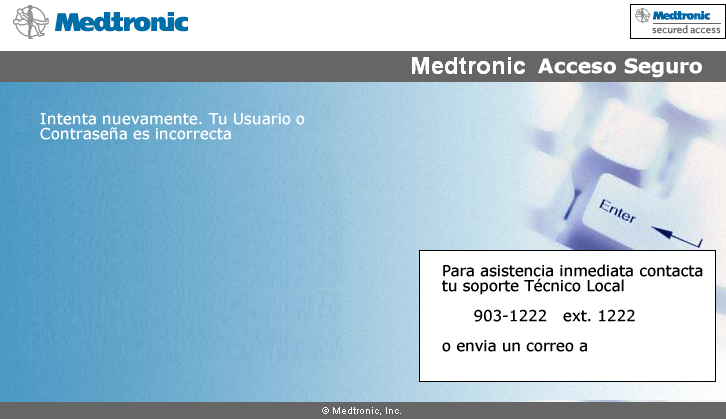 Medtronic
Medtronic
secured access
Medtronic Acceso Seguro
Intenta nuevamente. Tu Usuario o
Contraseña es incorrecta
Enter
Para asistencia inmediata contacta
tu soporte Técnico Local
903-1222 ext. 1222
o envia un correo a
© Medtronic, Inc.